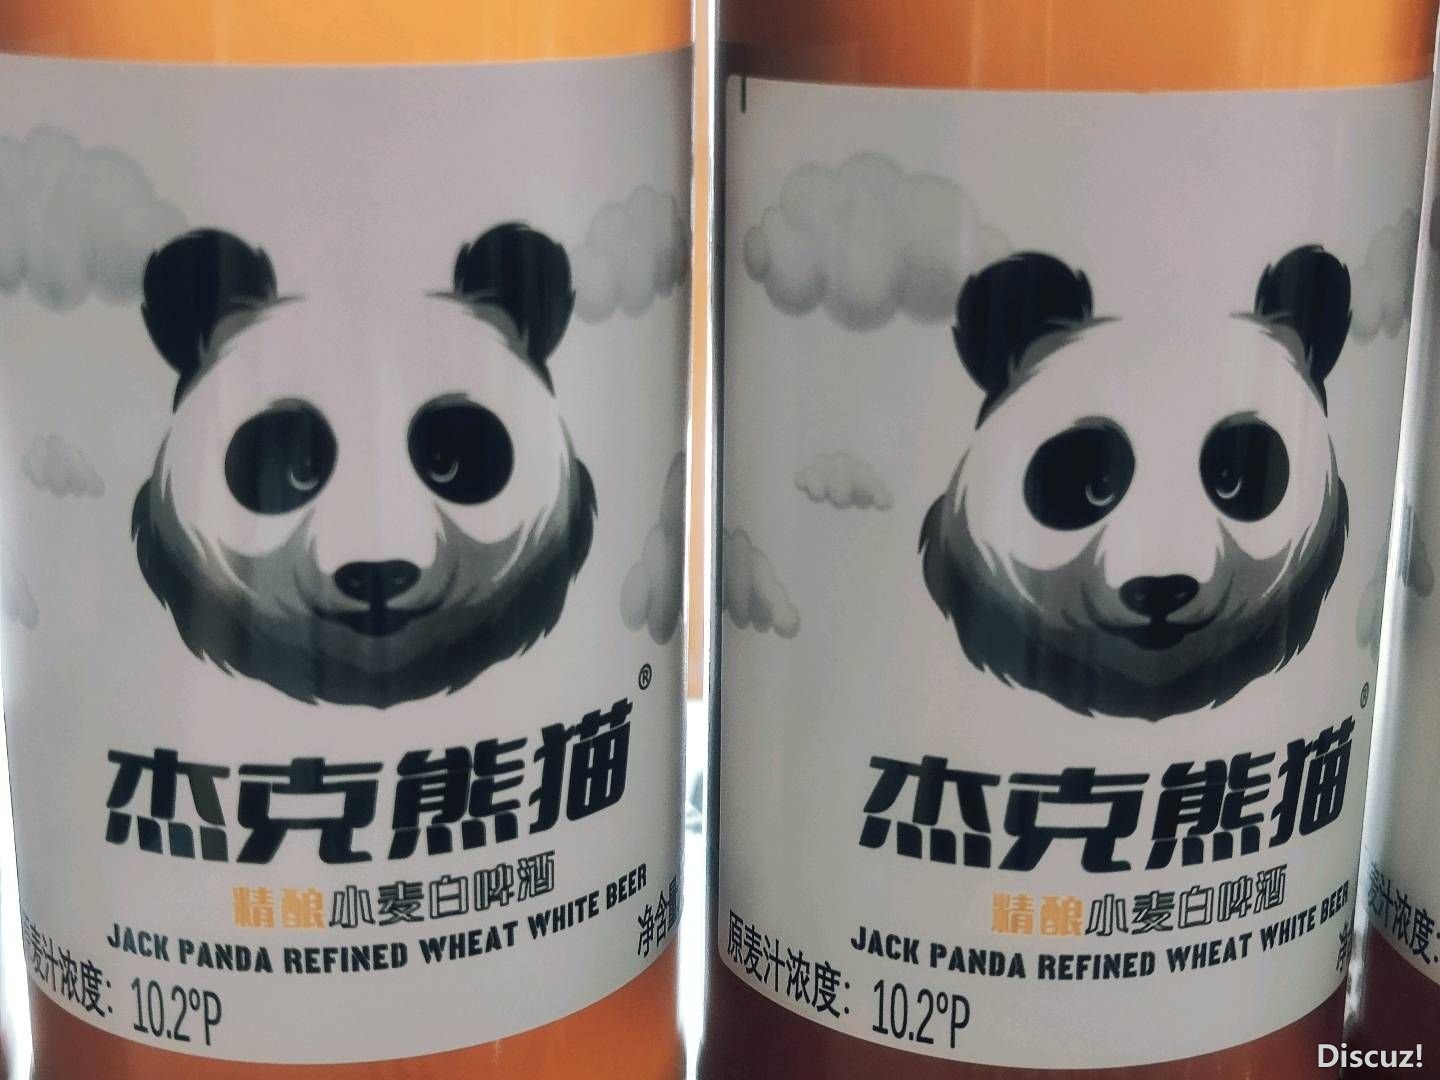 ®
杰克熊猫
精酿小麦白啤酒
JACK PANDA REFINED WHEAT WHITE BEER
麦汁浓度: 10.2°P
净含量
®
杰克熊猫
精酿小麦白啤酒
JACK PANDA REFINED WHEAT WHITE BEER
原麦汁浓度: 10.2°P
麦汁浓度:
Discuz!